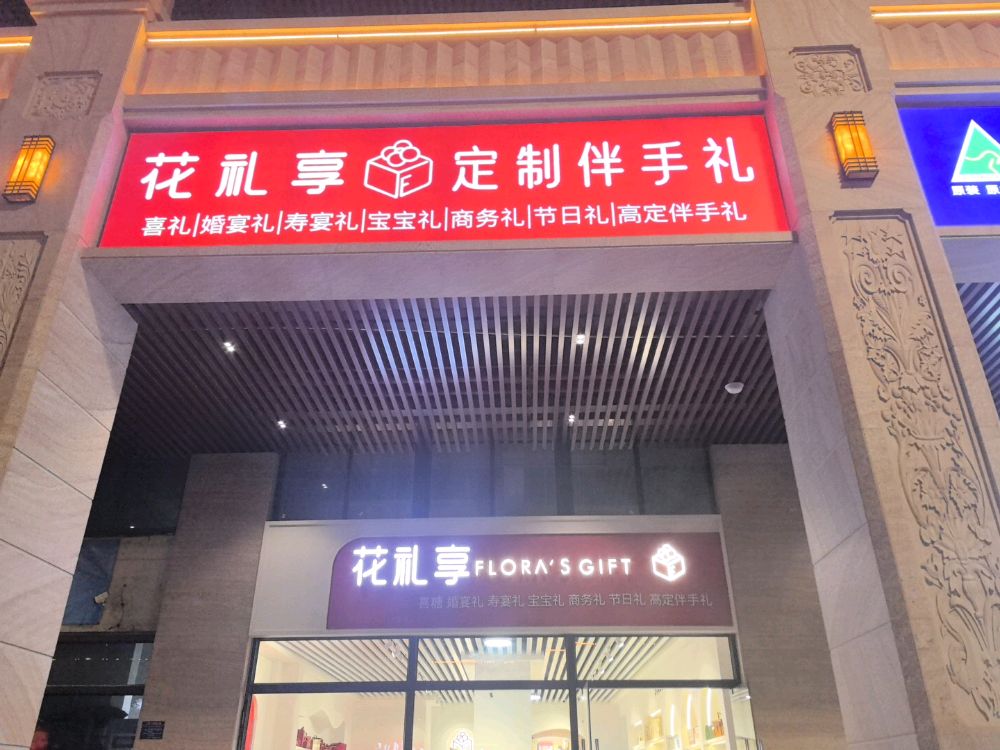 花礼享 定制伴手礼
喜礼|婚宴礼|寿宴礼|宝宝礼|商务礼|节日礼|高定伴手礼
原装 原
花礼享 FLORA'S GIFT
喜糖 婚宴礼 寿宴礼 宝宝礼 商务礼 节日礼 高定伴手礼